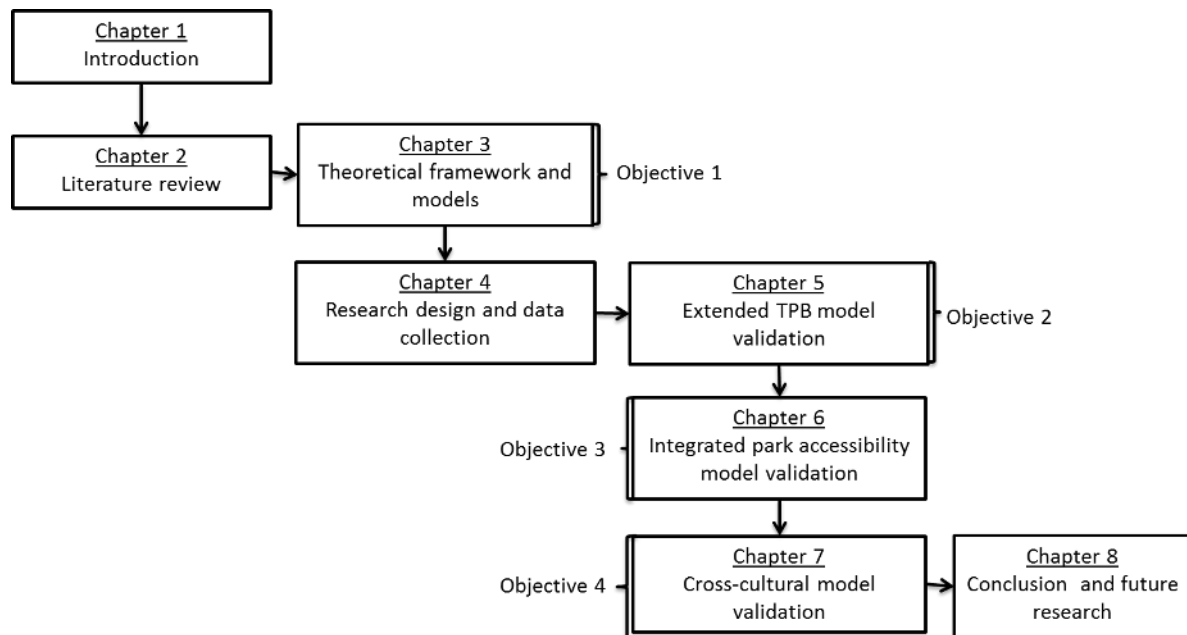 Chapter 1
Introduction
Chapter 2
Literature review
Chapter 3
Theoretical framework and
models
Objective 1
Chapter 4
Research design and data
collection
Chapter 5
Extended TPB model
validation
Objective 2
Chapter 6
Integrated park accessibility
model validation
Objective 3
Chapter 7
Cross-cultural model
validation
Objective 4
Chapter 8
Conclusion and future
research